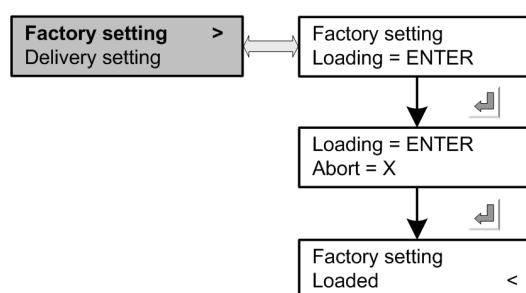 Factory setting >
Delivery setting
Factory setting
Loading = ENTER
Loading = ENTER
Abort = X
Factory setting
Loaded <